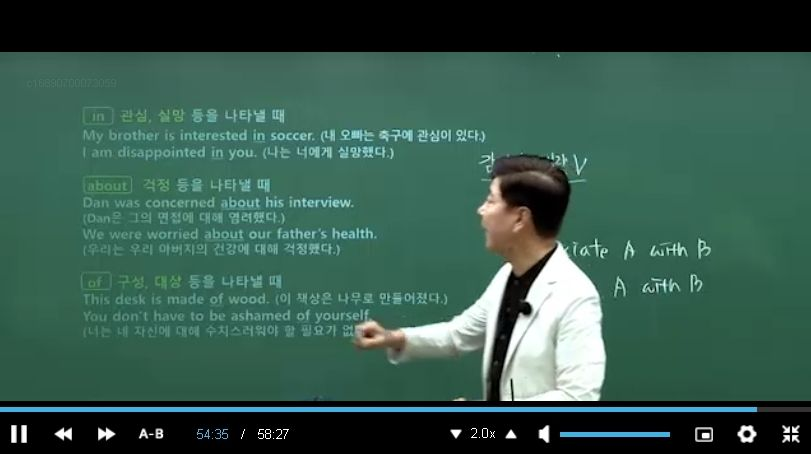 c16890700073059
in 관심, 실망 등을 나타낼 때
My brother is interested in soccer. (내 오빠는 축구에 관심이 있다.)
I am disappointed in you. (나는 너에게 실망했다.)
about 걱정 등을 나타낼 때
Dan was concerned about his interview.
(Dan은 그의 면접에 대해 염려했다.)
We were worried about our father's health.
(우리는 우리 아버지의 건강에 대해 걱정했다.)
of 구성, 대상 등을 나타낼 때
This desk is made of wood. (이 책상은 나무로 만들어졌다.)
You don't have to be ashamed of yourself
(너는 네 자신에 대해 수치스러워야 할 필요가
V
A with B
A with B
A-B 54:35 / 58:27 2.0x